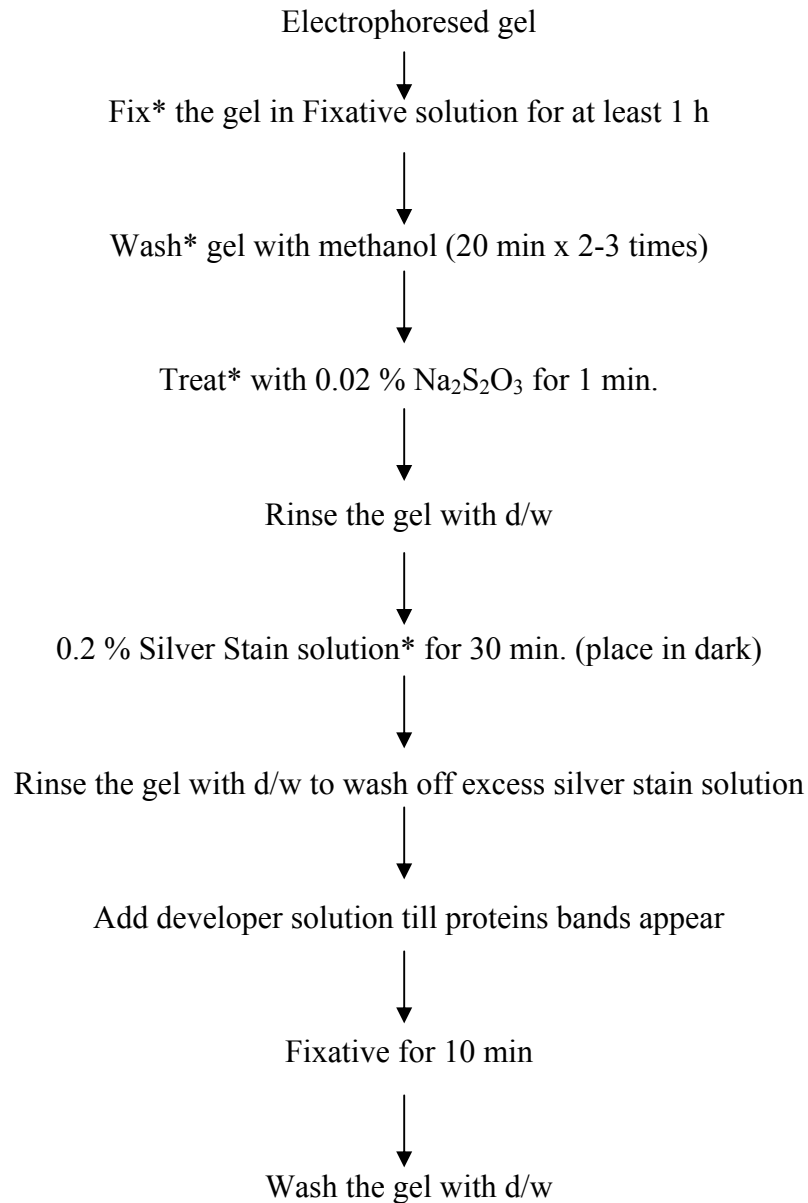 Electrophoresed gel
Fix* the gel in Fixative solution for at least 1 h
Wash* gel with methanol (20 min x 2-3 times)
Treat* with 0.02 % Na₂S₂O₃ for 1 min.
Rinse the gel with d/w
0.2 % Silver Stain solution* for 30 min. (place in dark)
Rinse the gel with d/w to wash off excess silver stain solution
Add developer solution till proteins bands appear
Fixative for 10 min
Wash the gel with d/w